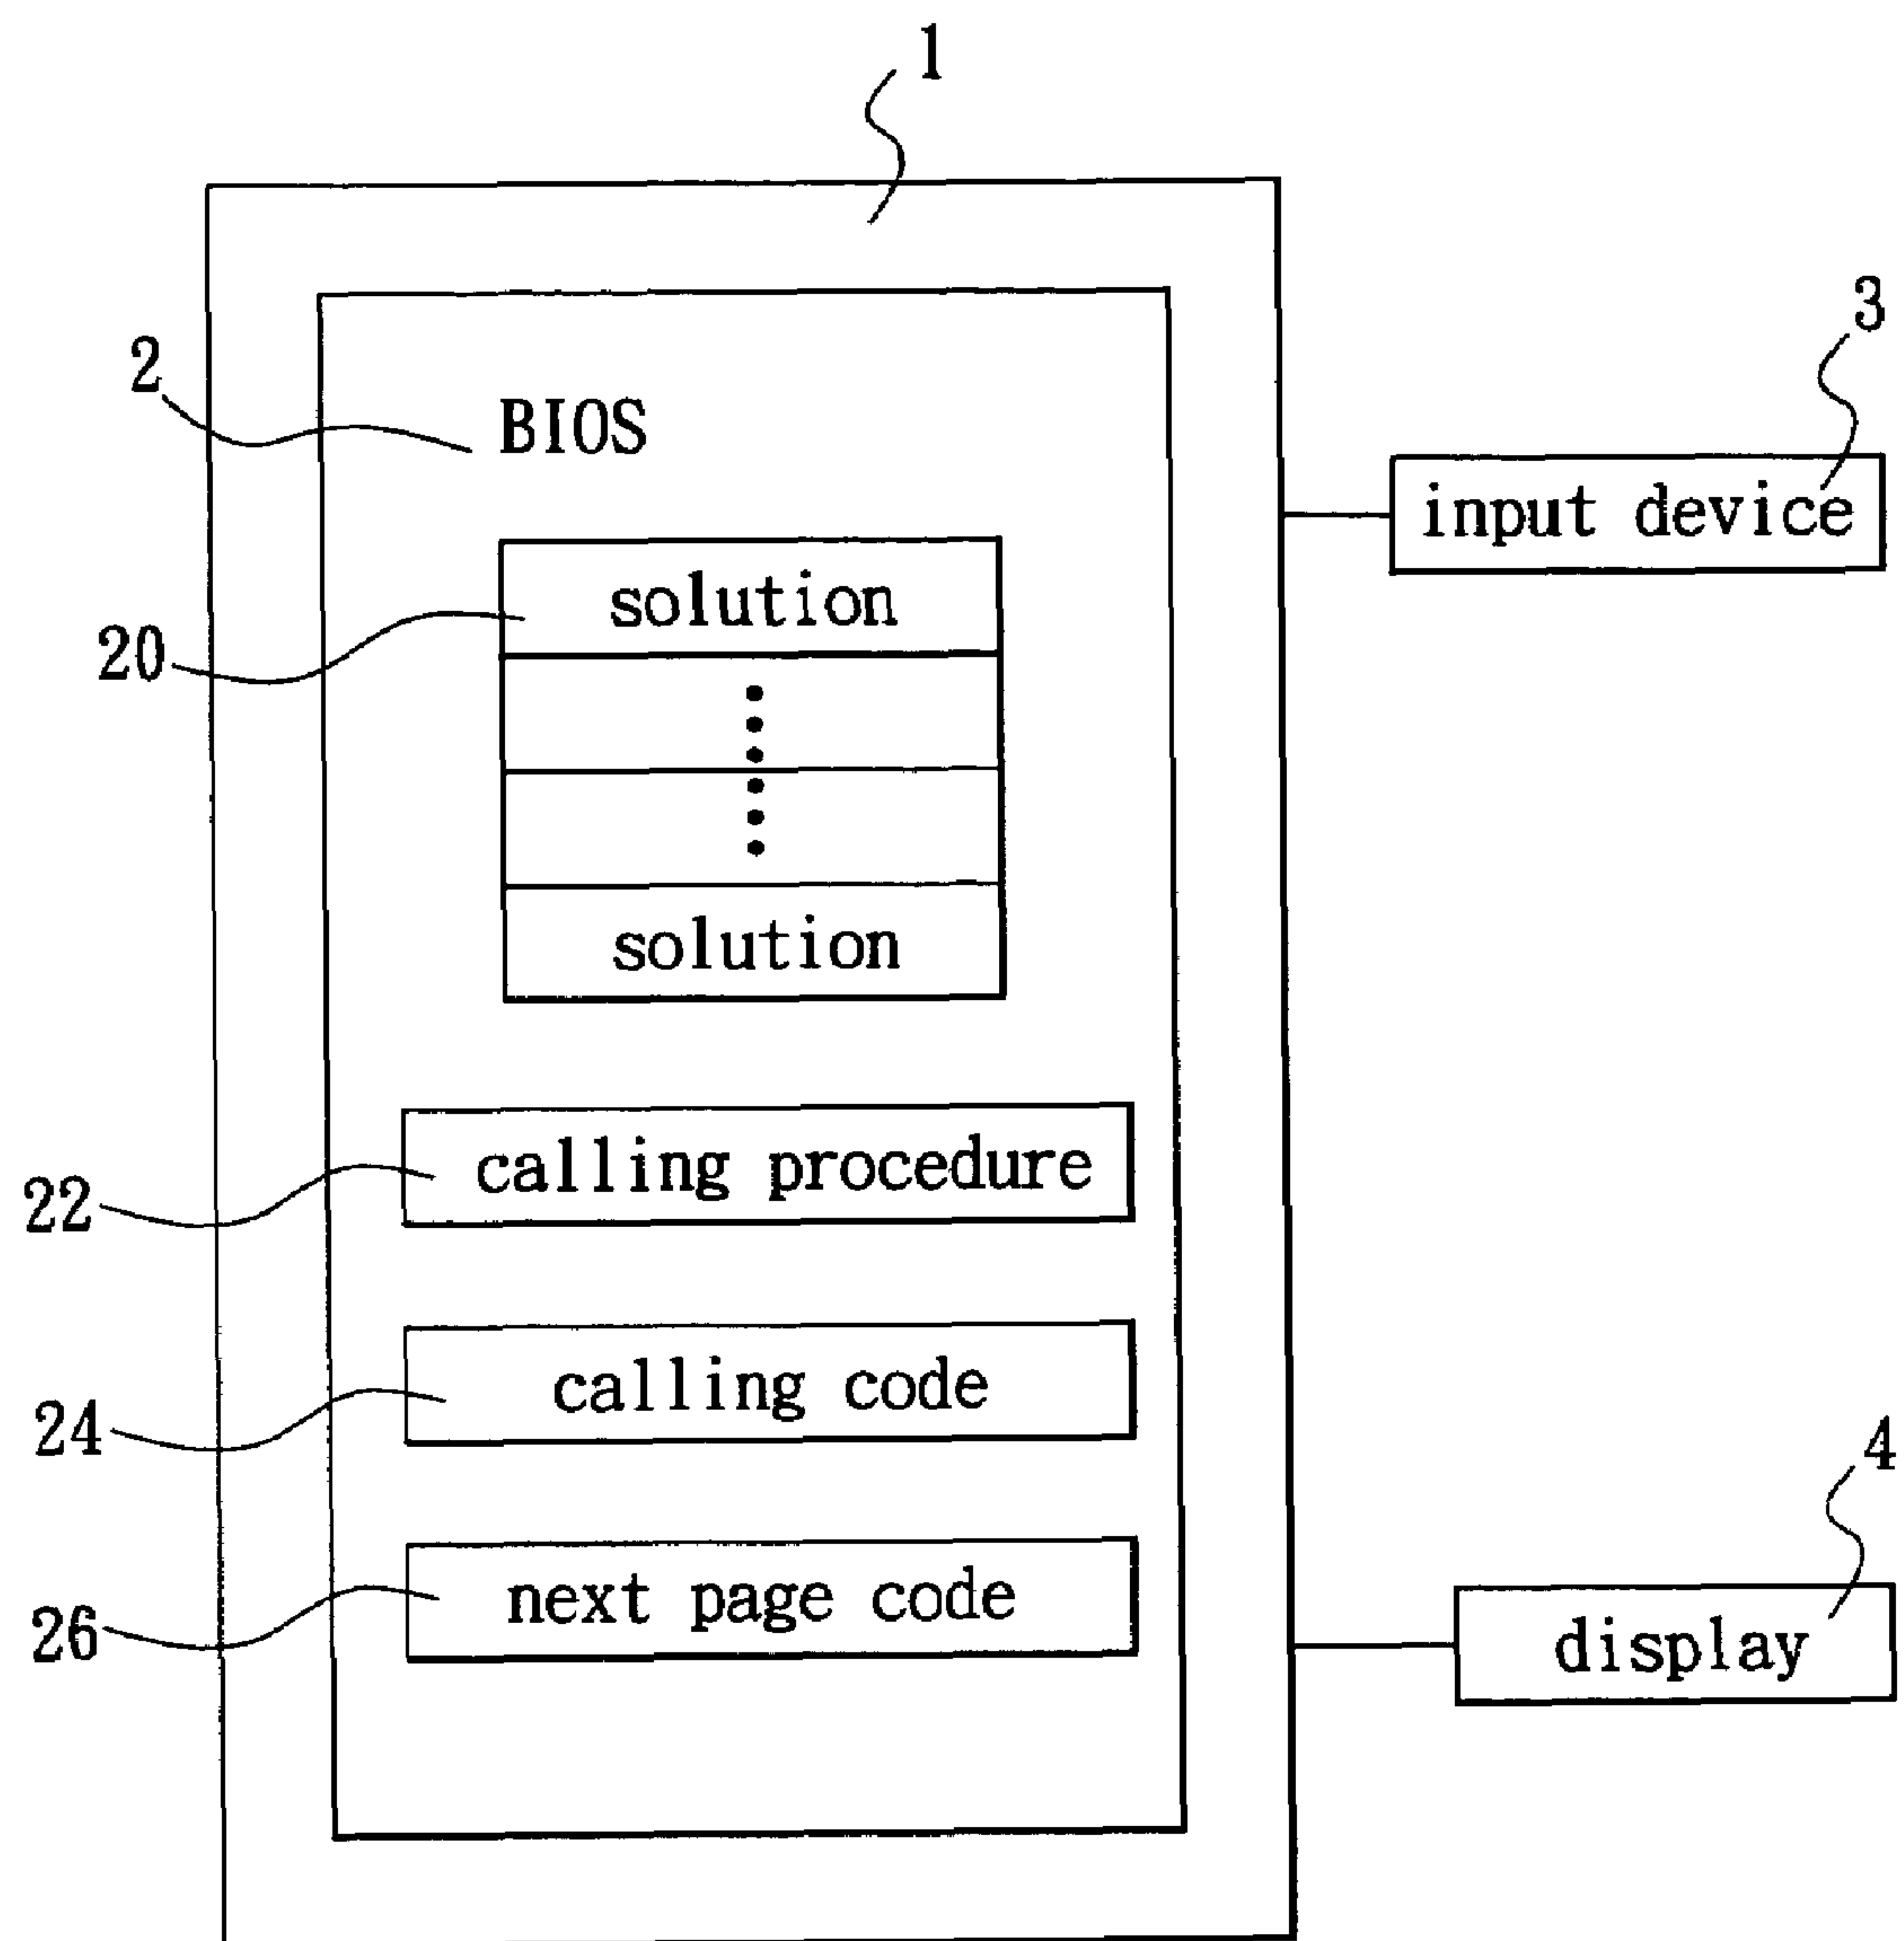 1
3
2
BIOS
input device
solution
20
solution
calling procedure
22
calling code
24
4
next page code
26
display